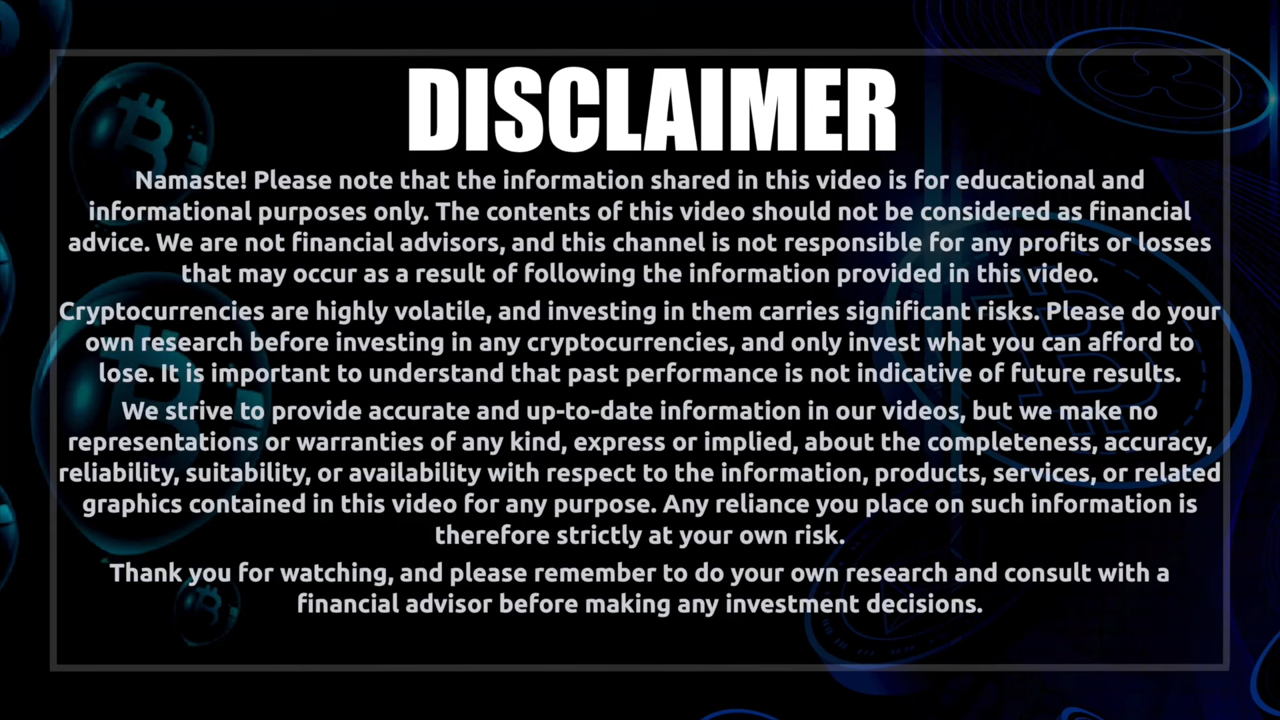 DISCLAIMER
Namaste! Please note that the information shared in this video is for educational and
informational purposes only. The contents of this video should not be considered as financial
advice. We are not financial advisors, and this channel is not responsible for any profits or losses
that may occur as a result of following the information provided in this video.
Cryptocurrencies are highly volatile, and investing in them carries significant risks. Please do your
own research before investing in any cryptocurrencies, and only invest what you can afford to
lose. It is important to understand that past performance is not indicative of future results.
We strive to provide accurate and up-to-date information in our videos, but we make no
representations or warranties of any kind, express or implied, about the completeness, accuracy,
reliability, suitability, or availability with respect to the information, products, services, or related
graphics contained in this video for any purpose. Any reliance you place on such information is
therefore strictly at your own risk.
Thank you for watching, and please remember to do your own research and consult with a
financial advisor before making any investment decisions.